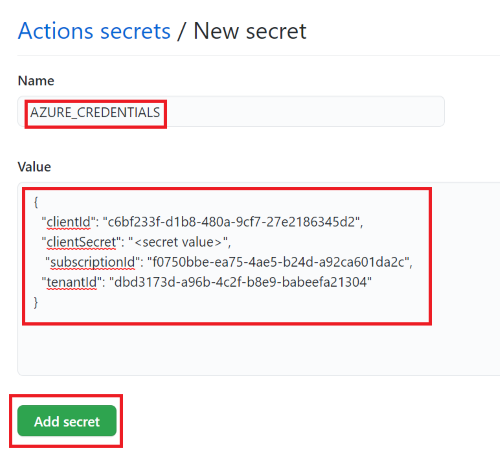 Actions secrets / New secret
Name
AZURE_CREDENTIALS
Value
{
"clientId": "c6bf233f-d1b8-480a-9cf7-27e2186345d2",
"clientSecret": "<secret value>",
"subscriptionId": "f0750bbe-ea75-4ae5-b24d-a92ca601da2c",
"tenantId": "dbd3173d-a96b-4c2f-b8e9-babeefa21304"
}
Add secret